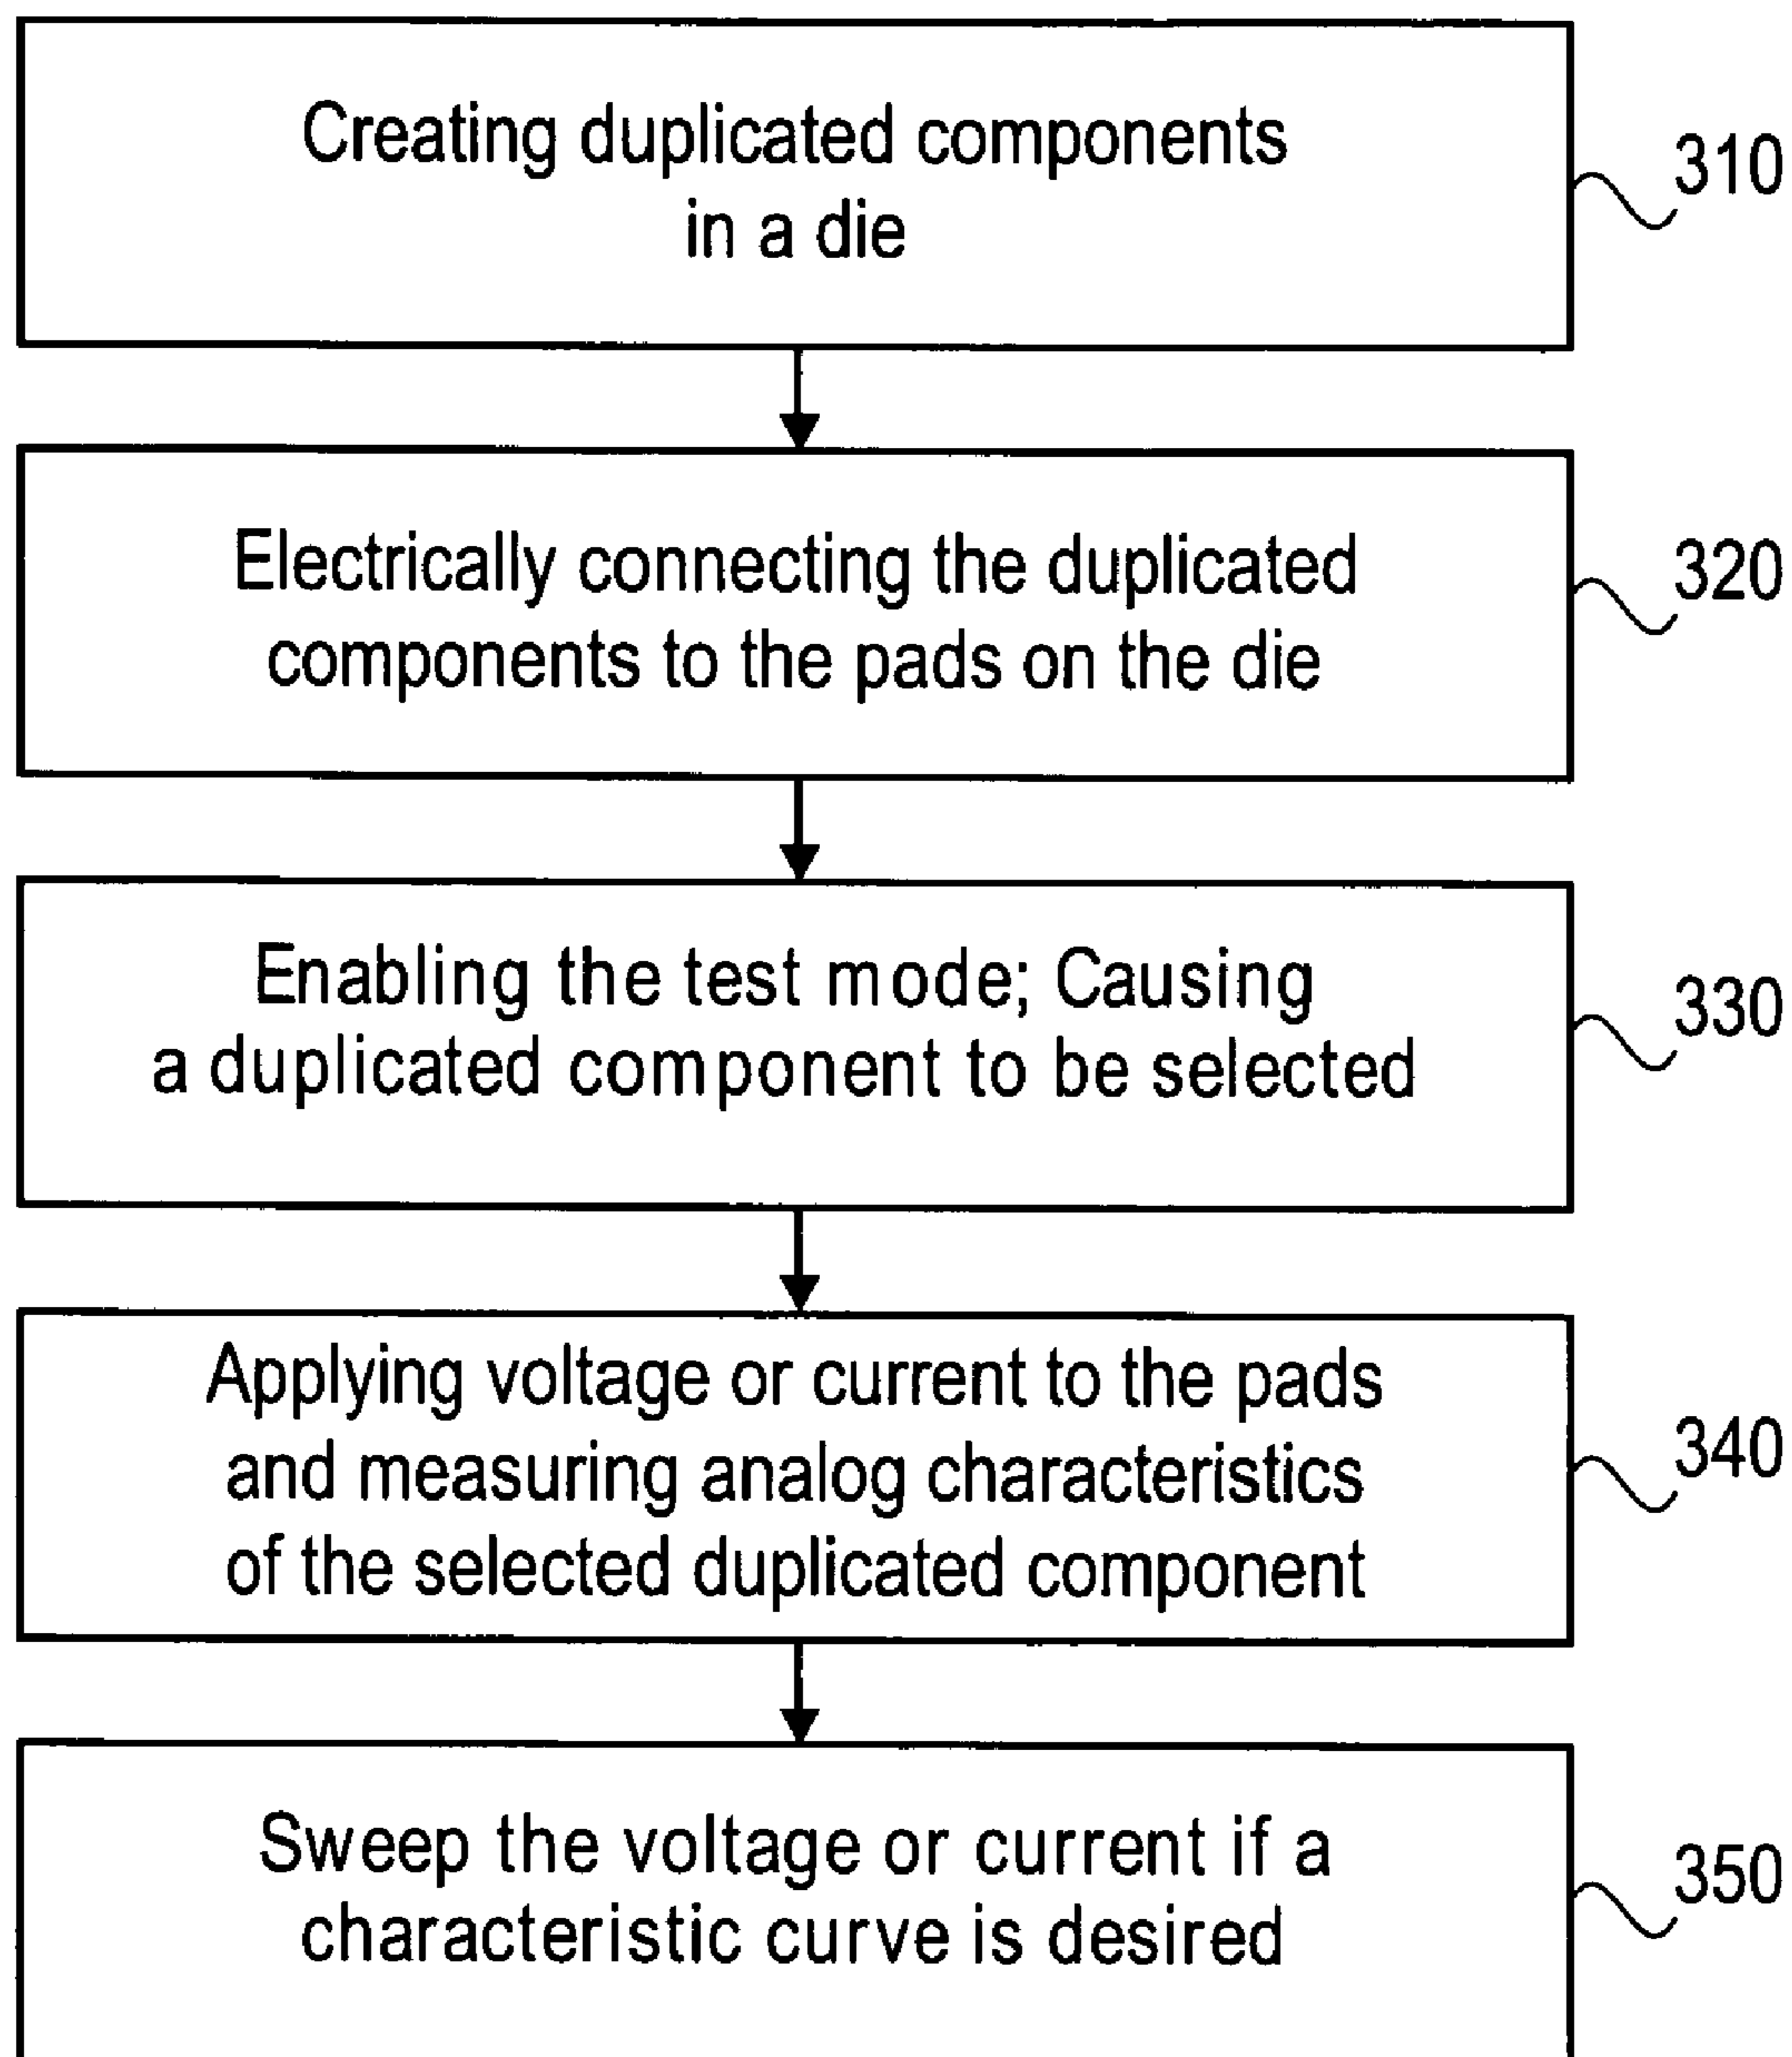 Creating duplicated components
in a die
310
Electrically connecting the duplicated
components to the pads on the die
320
Enabling the test mode; Causing
a duplicated component to be selected
330
Applying voltage or current to the pads
and measuring analog characteristics
of the selected duplicated component
340
Sweep the voltage or current if a
characteristic curve is desired
350